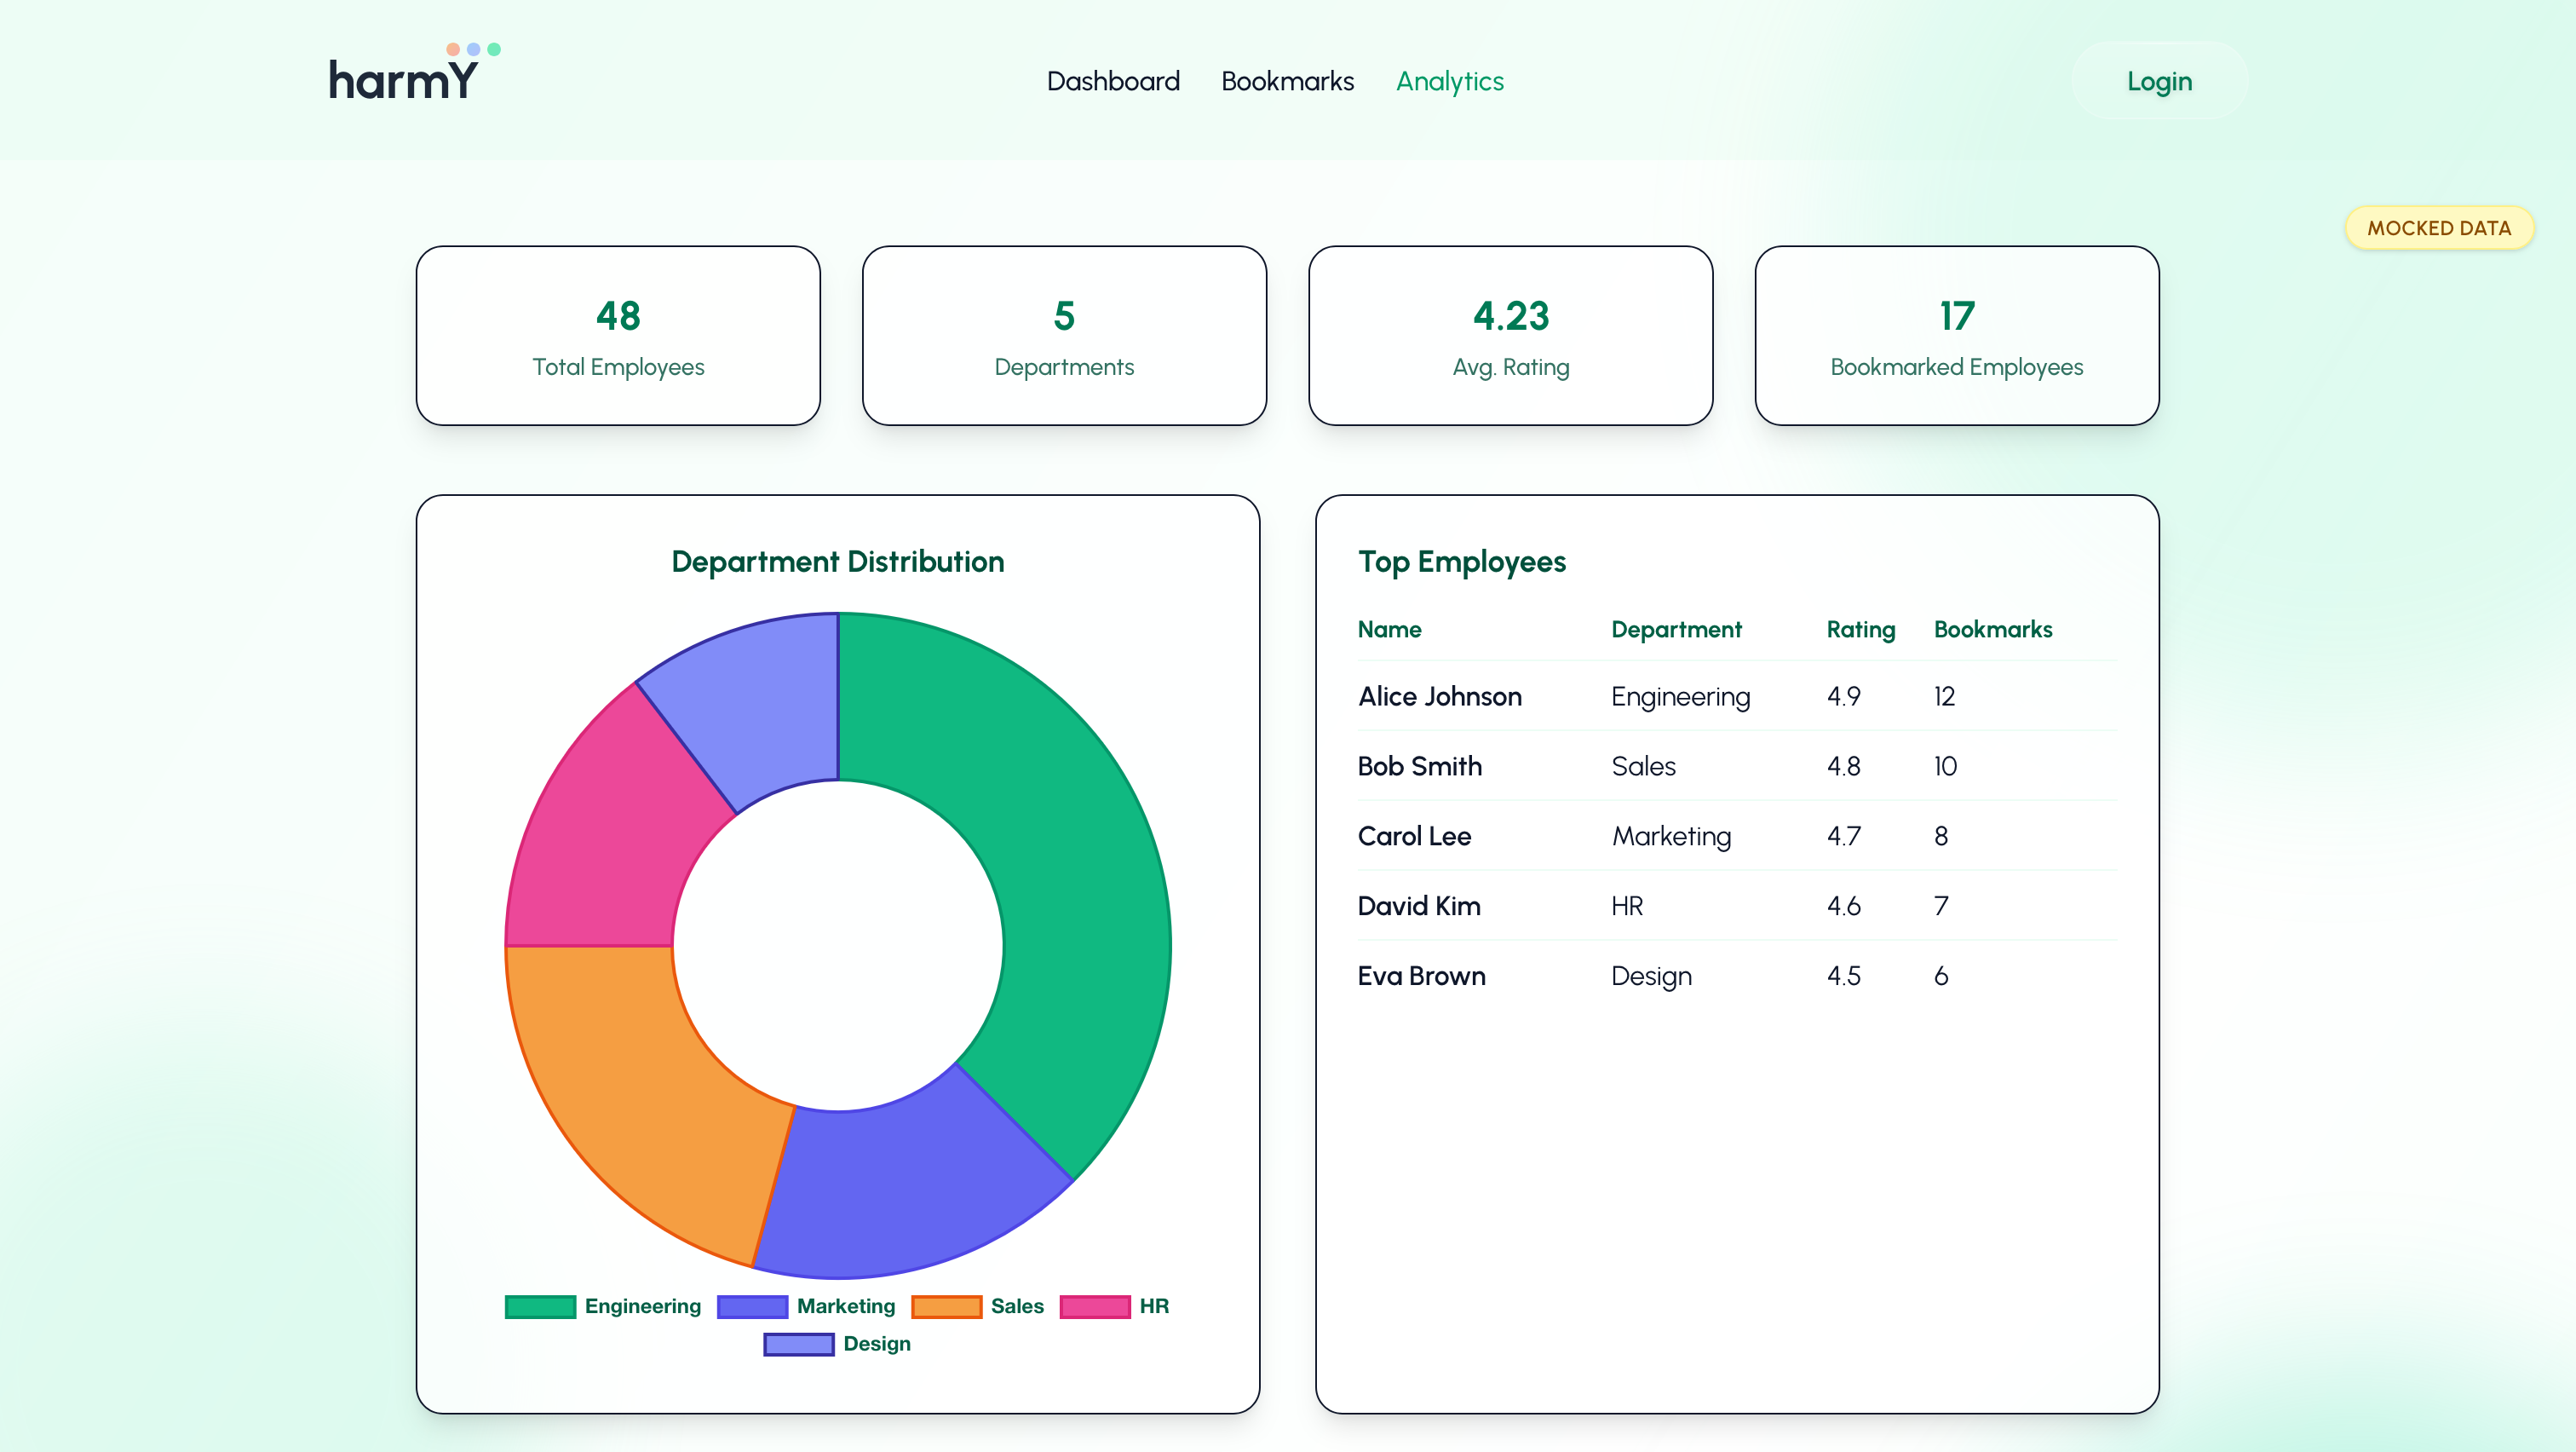 harmY
Dashboard Bookmarks Analytics
Login
MOCKED DATA
48
Total Employees
5
Departments
4.23
Avg. Rating
17
Bookmarked Employees
Department Distribution
Engineering Marketing Sales HR
Design
Top Employees
Name Department Rating Bookmarks
Alice Johnson Engineering 4.9 12
Bob Smith Sales 4.8 10
Carol Lee Marketing 4.7 8
David Kim HR 4.6 7
Eva Brown Design 4.5 6